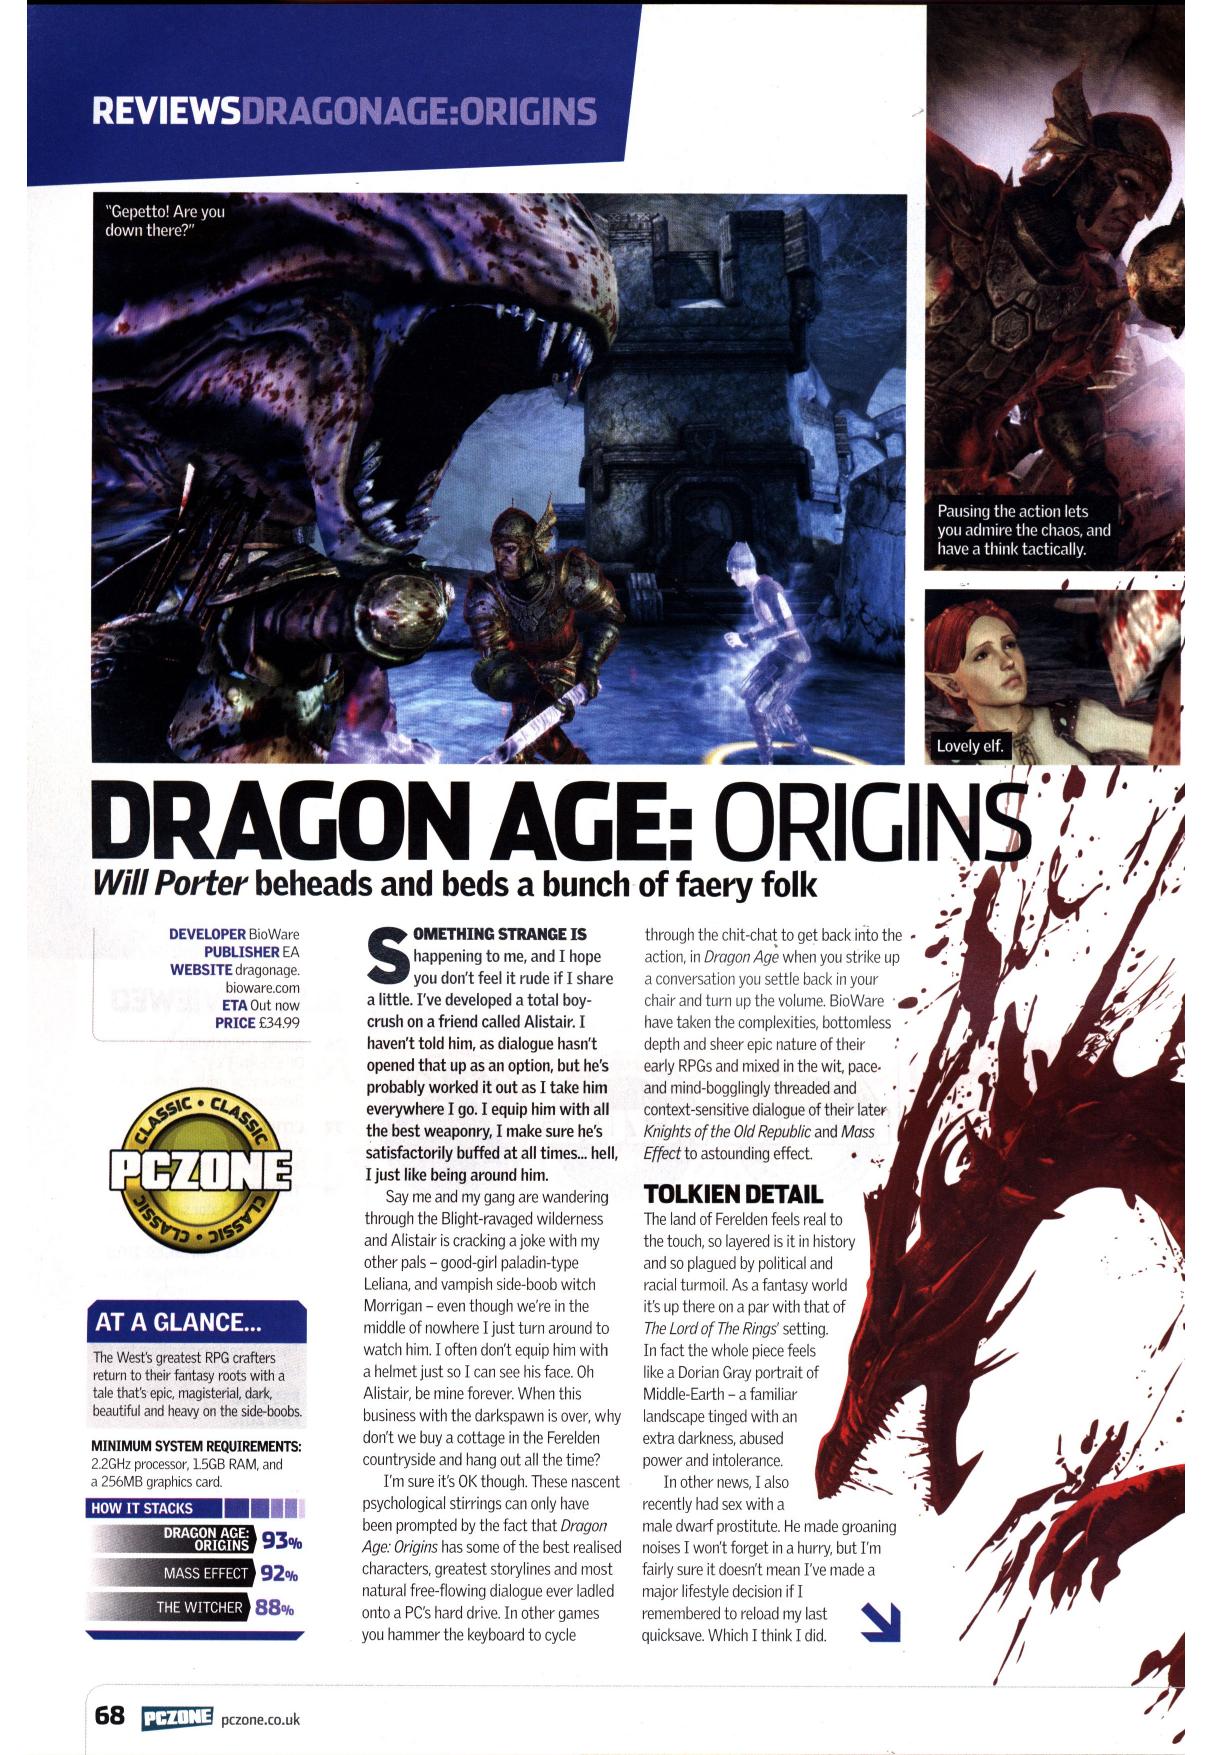 REVIEWSDRAGONAGE:ORIGINS
"Gepetto! Are you
down there?"
Pausing the action lets
you admire the chaos, and
have a think tactically.
Lovely elf.
DRAGON AGE: ORIGINS
Will Porter beheads and beds a bunch of faery folk
DEVELOPER BioWare
PUBLISHER EA
WEBSITE dragonage.
bioware.com
ETA Out now
PRICE £34.99
CLASSIC • CLASSIC
PCZONE
CLASSIC • CLASSIC
AT A GLANCE...
The West's greatest RPG crafters
return to their fantasy roots with a
tale that's epic, magisterial, dark,
beautiful and heavy on the side-boobs.
MINIMUM SYSTEM REQUIREMENTS:
2.2GHz processor, 1.5GB RAM, and
a 256MB graphics card.
HOW IT STACKS
DRAGON AGE:
ORIGINS 93%
MASS EFFECT 92%
THE WITCHER 88%
SOMETHING STRANGE IS
happening to me, and I hope
you don't feel it rude if I share
a little. I've developed a total boy-
crush on a friend called Alistair. I
haven't told him, as dialogue hasn't
opened that up as an option, but he's
probably worked it out as I take him
everywhere I go. I equip him with all
the best weaponry, I make sure he's
satisfactorily buffed at all times... hell,
I just like being around him.
Say me and my gang are wandering
through the Blight-ravaged wilderness
and Alistair is cracking a joke with my
other pals – good-girl paladin-type
Leliana, and vampish side-boob witch
Morrigan – even though we're in the
middle of nowhere I just turn around to
watch him. I often don't equip him with
a helmet just so I can see his face. Oh
Alistair, be mine forever. When this
business with the darkspawn is over, why
don't we buy a cottage in the Ferelden
countryside and hang out all the time?
I'm sure it's OK though. These nascent
psychological stirrings can only have
been prompted by the fact that Dragon
Age: Origins has some of the best realised
characters, greatest storylines and most
natural free-flowing dialogue ever ladled
onto a PC's hard drive. In other games
you hammer the keyboard to cycle
through the chit-chat to get back into the
action, in Dragon Age when you strike up
a conversation you settle back in your
chair and turn up the volume. BioWare
have taken the complexities, bottomless
depth and sheer epic nature of their
early RPGs and mixed in the wit, pace
and mind-bogglingly threaded and
context-sensitive dialogue of their later
Knights of the Old Republic and Mass
Effect to astounding effect.
TOLKIEN DETAIL
The land of Ferelden feels real to
the touch, so layered is it in history
and so plagued by political and
racial turmoil. As a fantasy world
it's up there on a par with that of
The Lord of The Rings' setting.
In fact the whole piece feels
like a Dorian Gray portrait of
Middle-Earth – a familiar
landscape tinged with an
extra darkness, abused
power and intolerance.
In other news, I also
recently had sex with a
male dwarf prostitute. He made groaning
noises I won't forget in a hurry, but I'm
fairly sure it doesn't mean I've made a
major lifestyle decision if I
remembered to reload my last
quicksave. Which I think I did.
68 PCZONE pczone.co.uk